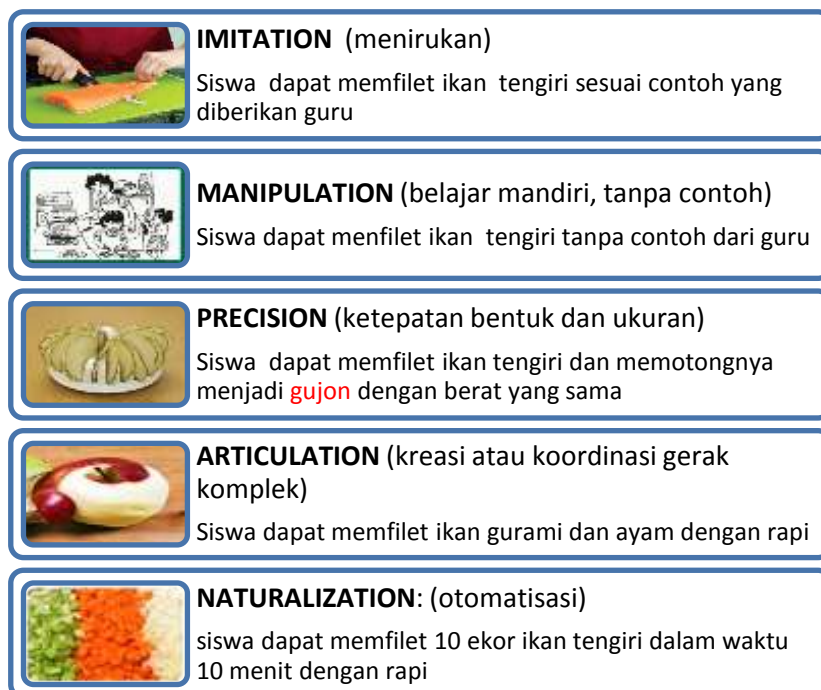 IMITATION (menirukan)
Siswa dapat memfilet ikan tengiri sesuai contoh yang
diberikan guru
MANIPULATION (belajar mandiri, tanpa contoh)
Siswa dapat menfilet ikan tengiri tanpa contoh dari guru
PRECISION (ketepatan bentuk dan ukuran)
Siswa dapat memfilet ikan tengiri dan memotongnya
menjadi gujon dengan berat yang sama
ARTICULATION (kreasi atau koordinasi gerak
komplek)
Siswa dapat memfilet ikan gurami dan ayam dengan rapi
NATURALIZATION: (otomatisasi)
siswa dapat memfilet 10 ekor ikan tengiri dalam waktu
10 menit dengan rapi